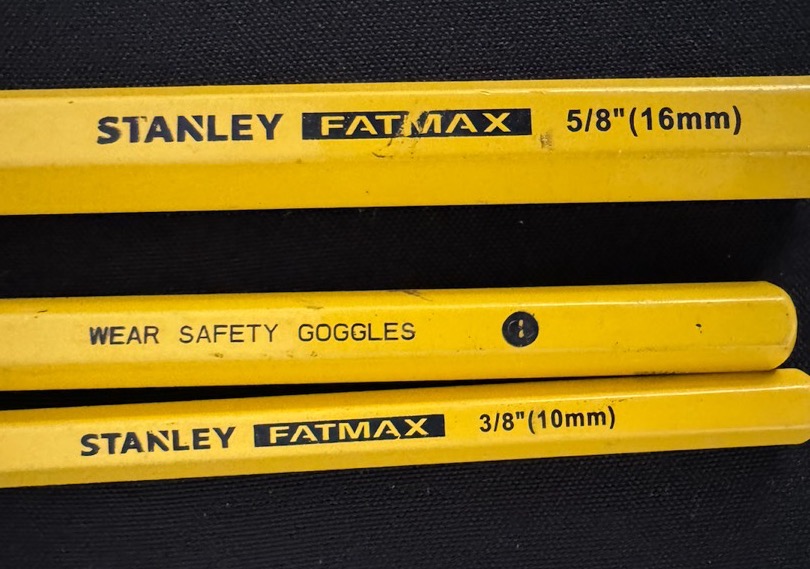 STANLEY FATMAX 5/8"(16mm)
WEAR SAFETY GOGGLES
STANLEY FATMAX 3/8"(10mm)